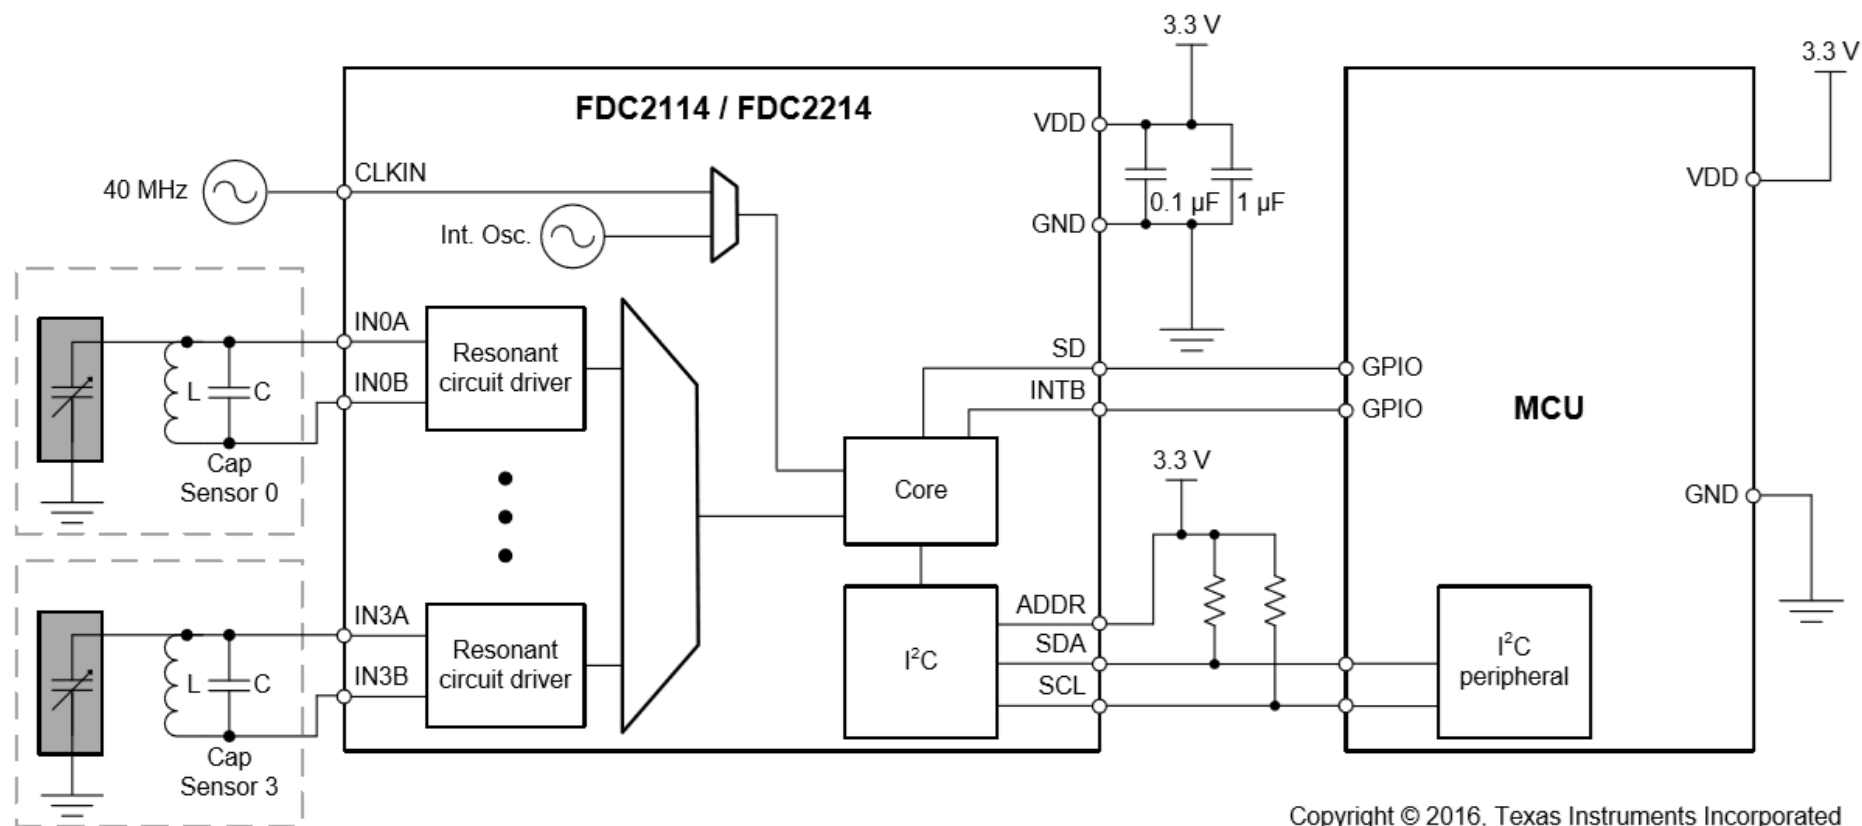 3.3 V
3.3 V
FDC2114 / FDC2214
VDD
CLKIN
40 MHz
VDD
0.1 µF
1 µF
GND
Int. Osc.
IN0A
Resonant
circuit driver
IN0B
L
C
Cap
Sensor 0
SD
GPIO
INTB
GPIO
MCU
3.3 V
Core
GND
ADDR
SDA
SCL
I²C
I²C
peripheral
IN3A
Resonant
circuit driver
IN3B
L
C
Cap
Sensor 3
Copyright © 2016, Texas Instruments Incorporated